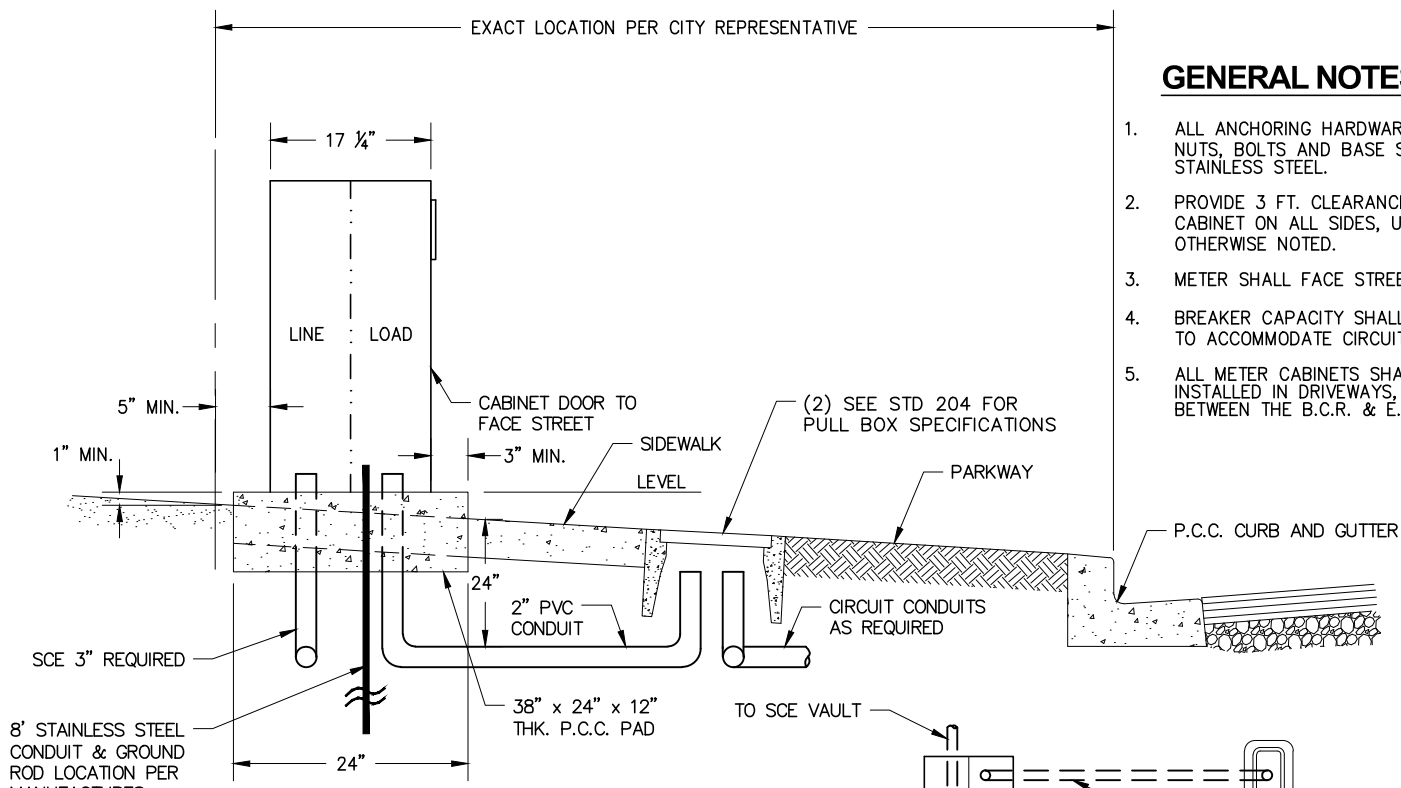 EXACT LOCATION PER CITY REPRESENTATIVE
GENERAL NOTES
1. ALL ANCHORING HARDWAR
NUTS, BOLTS AND BASE S
STAINLESS STEEL.
2. PROVIDE 3 FT. CLEARANC
CABINET ON ALL SIDES, U
OTHERWISE NOTED.
3. METER SHALL FACE STREE
4. BREAKER CAPACITY SHALL
TO ACCOMMODATE CIRCUIT
5. ALL METER CABINETS SHA
INSTALLED IN DRIVEWAYS,
BETWEEN THE B.C.R. & E.
17 ¼"
LINE
LOAD
5" MIN.
CABINET DOOR TO
FACE STREET
(2) SEE STD 204 FOR
PULL BOX SPECIFICATIONS
1" MIN.
3" MIN.
SIDEWALK
LEVEL
PARKWAY
P.C.C. CURB AND GUTTER
24"
2" PVC
CONDUIT
CIRCUIT CONDUITS
AS REQUIRED
SCE 3" REQUIRED
38" x 24" x 12"
THK. P.C.C. PAD
TO SCE VAULT
8' STAINLESS STEEL
CONDUIT & GROUND
ROD LOCATION PER
24"